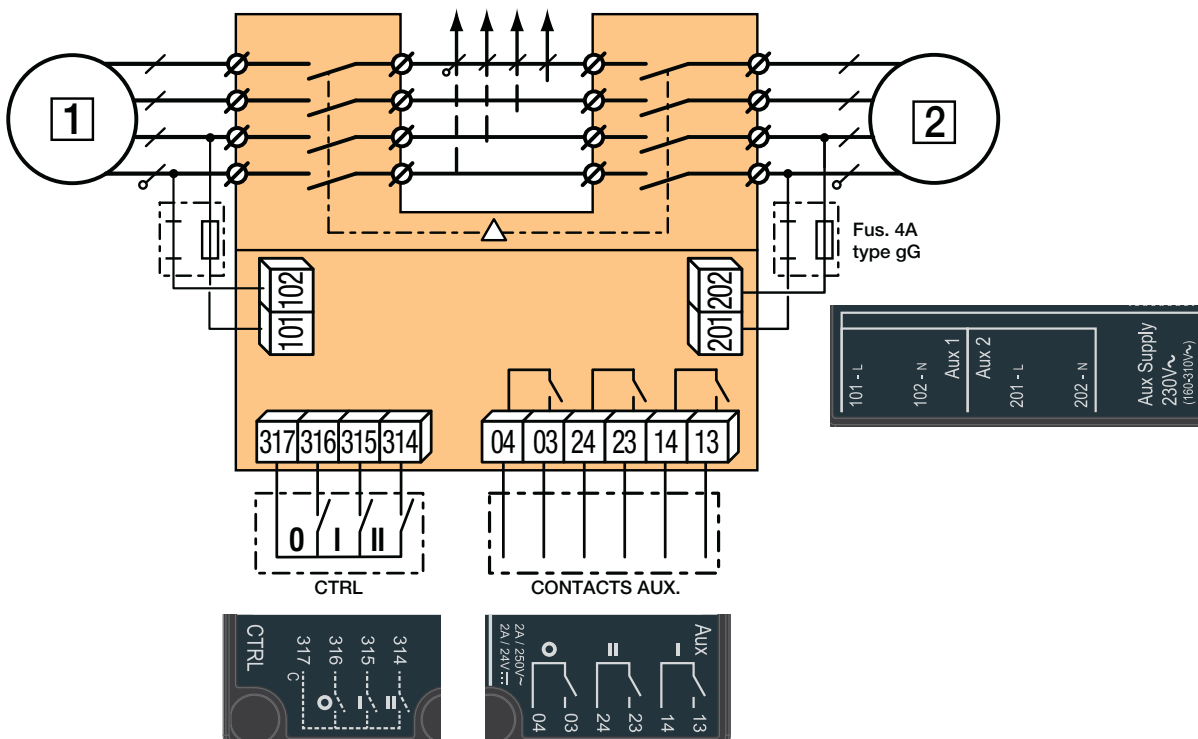 1
2
Fus. 4A
type gG
102
101
202
201
317 316 315 314
04 03 24 23 14 13
O I II
CTRL
CONTACTS AUX.
101 - L
102 - N
Aux 1
Aux 2
201 - L
202 - N
Aux Supply
230V~
(160-310V~)
CTRL
317
316
315
314
C
O
I
II
2A / 250V~
2A / 24V⎓
O
II
I
Aux
04
03
24
23
14
13